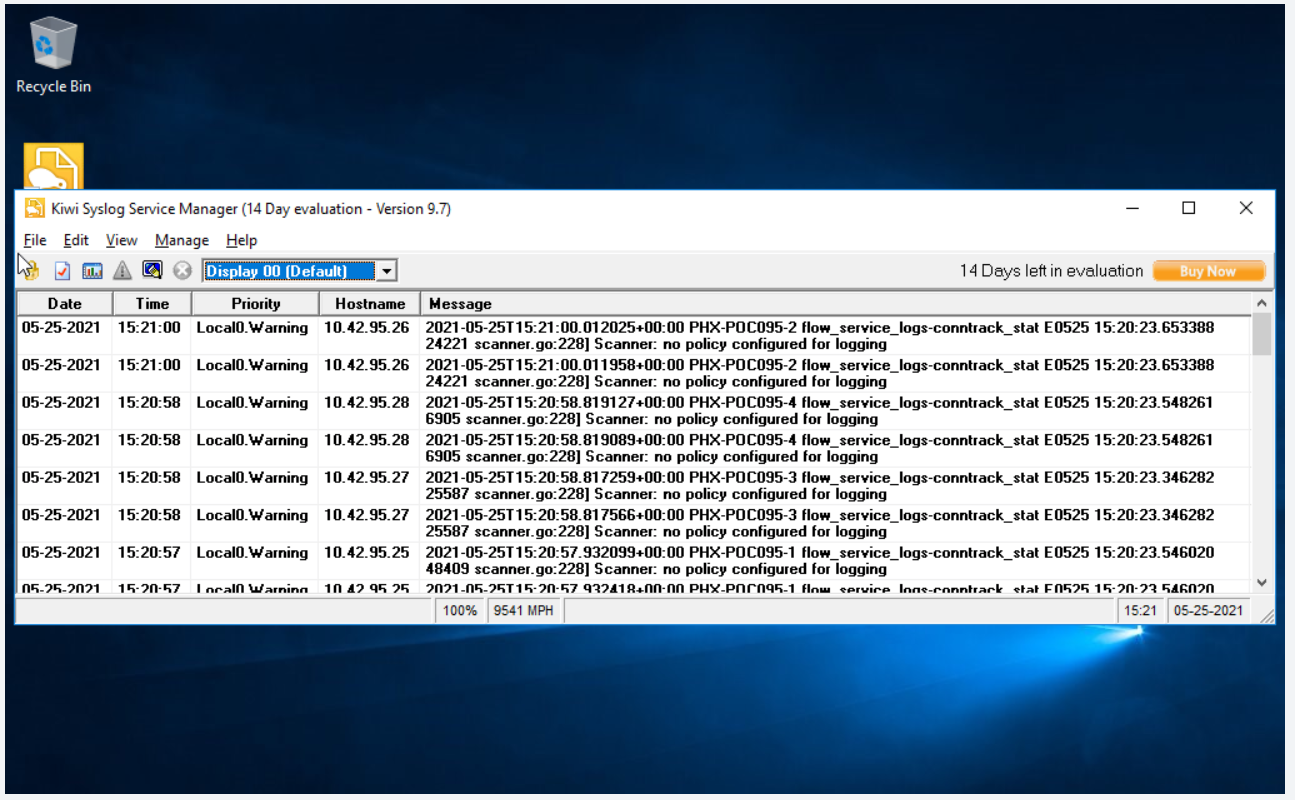 Recycle Bin
Kiwi Syslog Service Manager (14 Day evaluation - Version 9.7)
File Edit View Manage Help
Display 00 (Default) 14 Days left in evaluation Buy Now
Date Time Priority Hostname Message
05-25-2021 15:21:00 Local0.Warning 10.42.95.26 2021-05-25T15:21:00.012025+00:00 PHX-POC095-2 flow_service_logs-conntrack_stat E0525 15:20:23.653388
24221 scanner.go:228] Scanner: no policy configured for logging
05-25-2021 15:21:00 Local0.Warning 10.42.95.26 2021-05-25T15:21:00.011958+00:00 PHX-POC095-2 flow_service_logs-conntrack_stat E0525 15:20:23.653388
24221 scanner.go:228] Scanner: no policy configured for logging
05-25-2021 15:20:58 Local0.Warning 10.42.95.28 2021-05-25T15:20:58.819127+00:00 PHX-POC095-4 flow_service_logs-conntrack_stat E0525 15:20:23.548261
6905 scanner.go:228] Scanner: no policy configured for logging
05-25-2021 15:20:58 Local0.Warning 10.42.95.28 2021-05-25T15:20:58.819089+00:00 PHX-POC095-4 flow_service_logs-conntrack_stat E0525 15:20:23.548261
6905 scanner.go:228] Scanner: no policy configured for logging
05-25-2021 15:20:58 Local0.Warning 10.42.95.27 2021-05-25T15:20:58.817259+00:00 PHX-POC095-3 flow_service_logs-conntrack_stat E0525 15:20:23.346282
25587 scanner.go:228] Scanner: no policy configured for logging
05-25-2021 15:20:58 Local0.Warning 10.42.95.27 2021-05-25T15:20:58.817566+00:00 PHX-POC095-3 flow_service_logs-conntrack_stat E0525 15:20:23.346282
25587 scanner.go:228] Scanner: no policy configured for logging
05-25-2021 15:20:57 Local0.Warning 10.42.95.25 2021-05-25T15:20:57.932099+00:00 PHX-POC095-1 flow_service_logs-conntrack_stat E0525 15:20:23.546020
48409 scanner.go:228] Scanner: no policy configured for logging
05-25-2021 15:20:57 Local0.Warning 10.42.95.25 2021-05-25T15:20:57.932418+00:00 PHX-POC095-1 flow_service_logs-conntrack_stat E0525 15:20:23.546020
100% 9541 MPH 15:21 05-25-2021